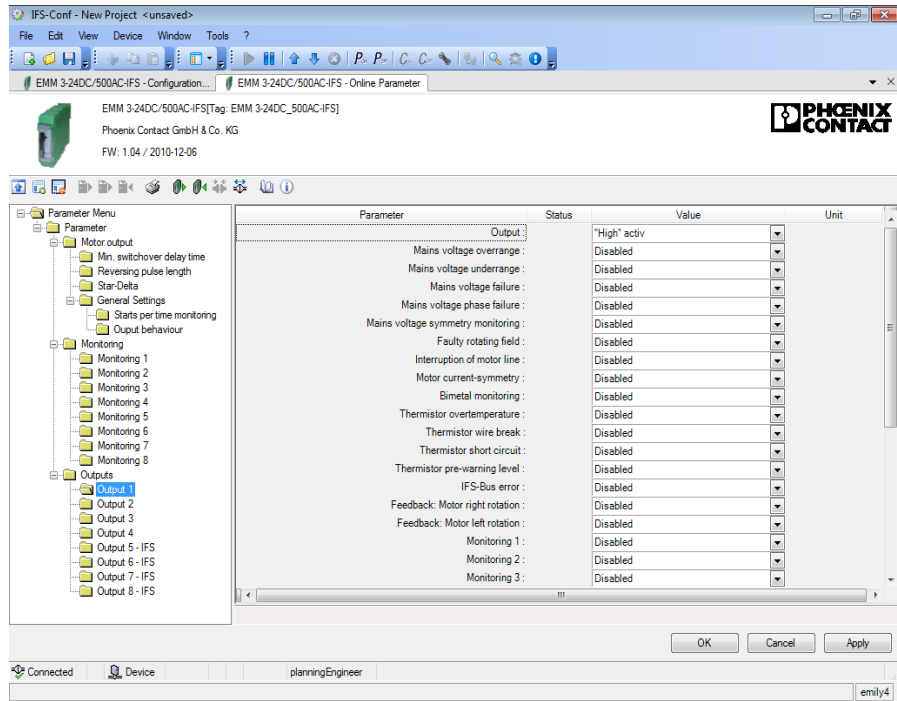 IFS-Conf - New Project <unsaved>
File Edit View Device Window Tools ?
EMM 3-24DC/500AC-IFS - Configuration... EMM 3-24DC/500AC-IFS - Online Parameter
EMM 3-24DC/500AC-IFS[Tag: EMM 3-24DC_500AC-IFS]
Phoenix Contact GmbH & Co. KG
FW: 1.04 / 2010-12-06
PHŒNIX
CONTACT
Parameter Menu
Parameter
Motor output
Min. switchover delay time
Reversing pulse length
Star-Delta
General Settings
Starts per time monitoring
Ouput behaviour
Monitoring
Monitoring 1
Monitoring 2
Monitoring 3
Monitoring 4
Monitoring 5
Monitoring 6
Monitoring 7
Monitoring 8
Outputs
Output 1
Output 2
Output 3
Output 4
Output 5 - IFS
Output 6 - IFS
Output 7 - IFS
Output 8 - IFS
Parameter Status Value Unit
Output : "High" activ
Mains voltage overrange : Disabled
Mains voltage underrange : Disabled
Mains voltage failure : Disabled
Mains voltage phase failure : Disabled
Mains voltage symmetry monitoring : Disabled
Faulty rotating field : Disabled
Interruption of motor line : Disabled
Motor current-symmetry : Disabled
Bimetal monitoring : Disabled
Thermistor overtemperature : Disabled
Thermistor wire break : Disabled
Thermistor short circuit : Disabled
Thermistor pre-warning level : Disabled
IFS-Bus error : Disabled
Feedback: Motor right rotation : Disabled
Feedback: Motor left rotation : Disabled
Monitoring 1 : Disabled
Monitoring 2 : Disabled
Monitoring 3 : Disabled
OK Cancel Apply
Connected Device planningEngineer
emily4